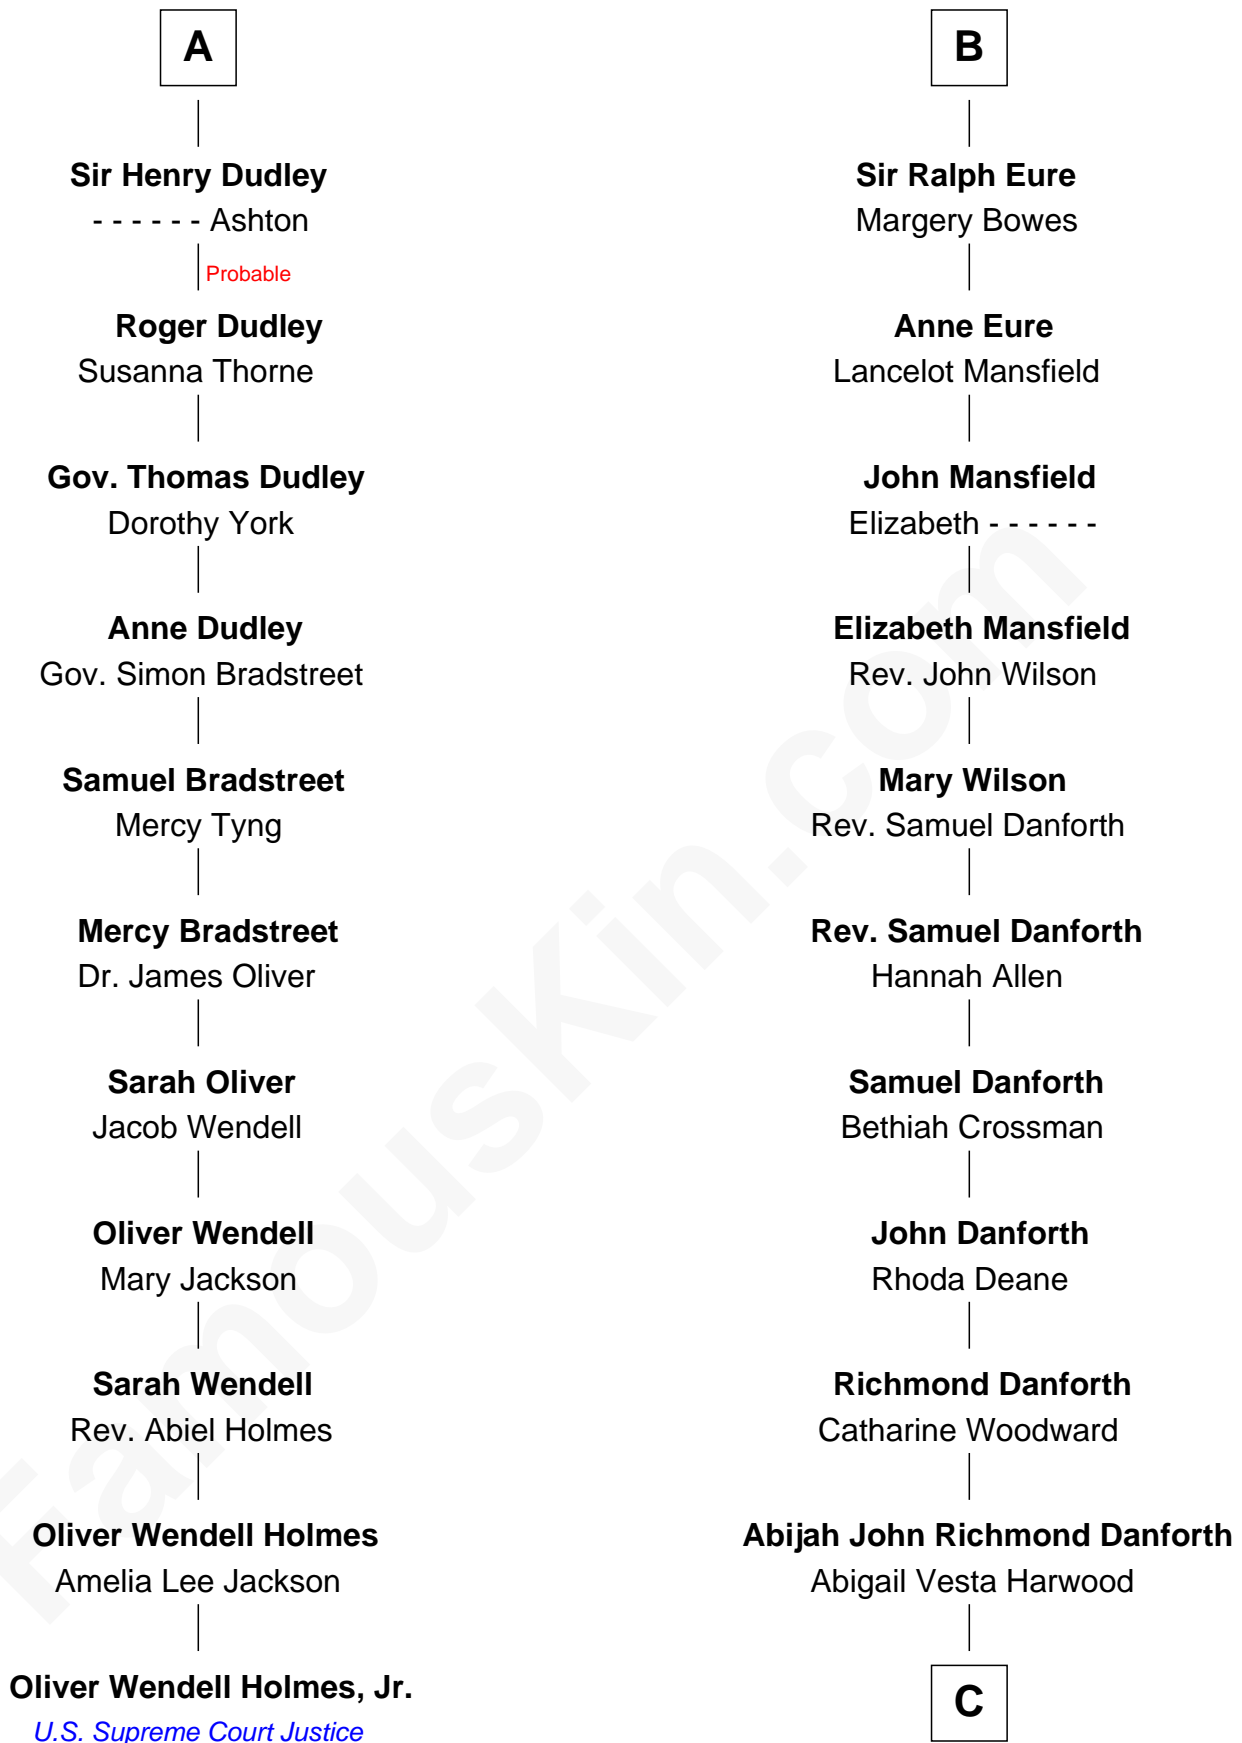 A
Sir Henry Dudley
- - - - - - Ashton
Probable
Roger Dudley
Susanna Thorne
Gov. Thomas Dudley
Dorothy York
Anne Dudley
Gov. Simon Bradstreet
Samuel Bradstreet
Mercy Tyng
Mercy Bradstreet
Dr. James Oliver
Sarah Oliver
Jacob Wendell
Oliver Wendell
Mary Jackson
Sarah Wendell
Rev. Abiel Holmes
Oliver Wendell Holmes
Amelia Lee Jackson
Oliver Wendell Holmes, Jr.
U.S. Supreme Court Justice
B
Sir Ralph Eure
Margery Bowes
Anne Eure
Lancelot Mansfield
John Mansfield
Elizabeth - - - - - -
Elizabeth Mansfield
Rev. John Wilson
Mary Wilson
Rev. Samuel Danforth
Rev. Samuel Danforth
Hannah Allen
Samuel Danforth
Bethiah Crossman
John Danforth
Rhoda Deane
Richmond Danforth
Catharine Woodward
Abijah John Richmond Danforth
Abigail Vesta Harwood
C
FamousKin.com